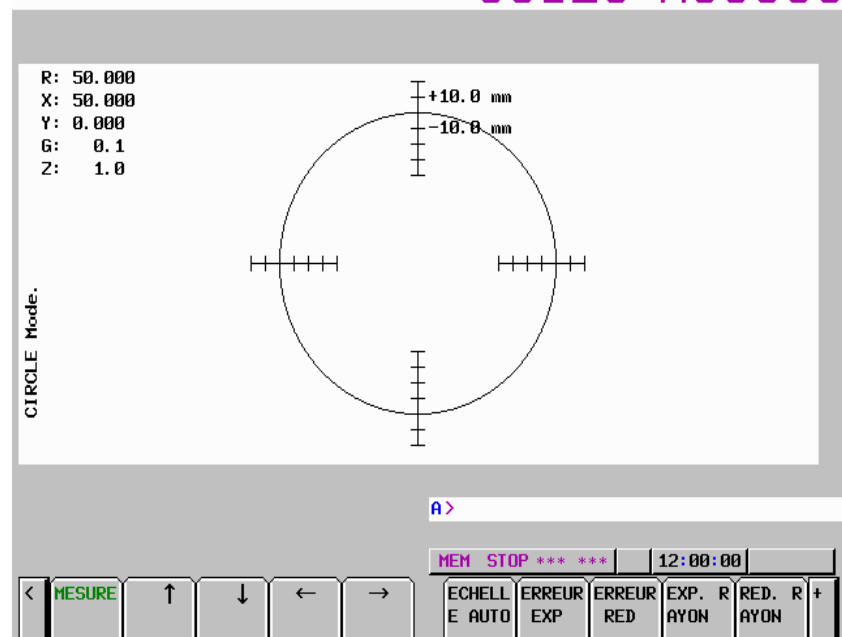 R: 50.000
X: 50.000
Y: 0.000
G: 0.1
Z: 1.0
+10.0 mm
-10.0 mm
CIRCLE Mode.
A>
MEM STOP *** ***
12:00:00
< MESURE ↑ ↓ ← → ECHELL ERREUR ERREUR EXP. R RED. R +
E AUTO EXP RED AYON AYON